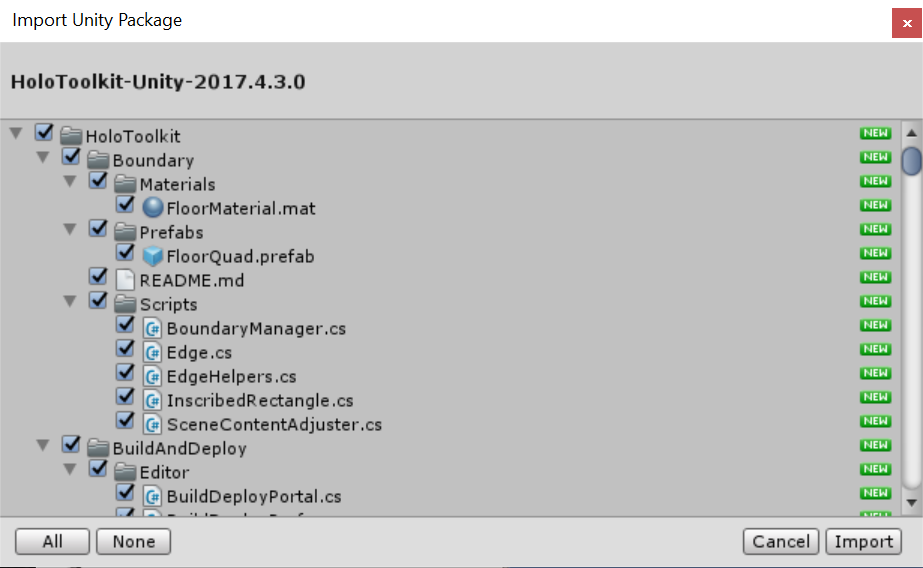 Import Unity Package
HoloToolkit-Unity-2017.4.3.0
HoloToolkit NEW
Boundary NEW
Materials NEW
FloorMaterial.mat NEW
Prefabs NEW
FloorQuad.prefab NEW
README.md NEW
Scripts NEW
BoundaryManager.cs NEW
Edge.cs NEW
EdgeHelpers.cs NEW
InscribedRectangle.cs NEW
SceneContentAdjuster.cs NEW
BuildAndDeploy NEW
Editor NEW
BuildDeployPortal.cs NEW
All None Cancel Import